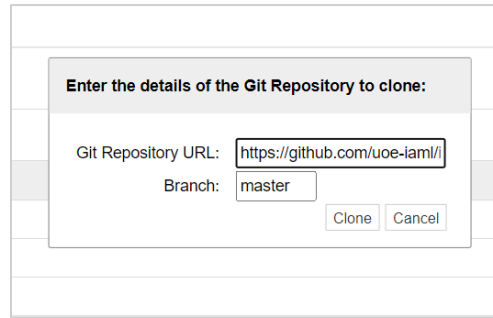 Enter the details of the Git Repository to clone:
Git Repository URL: https://github.com/uoe-iaml/i
Branch: master
Clone Cancel